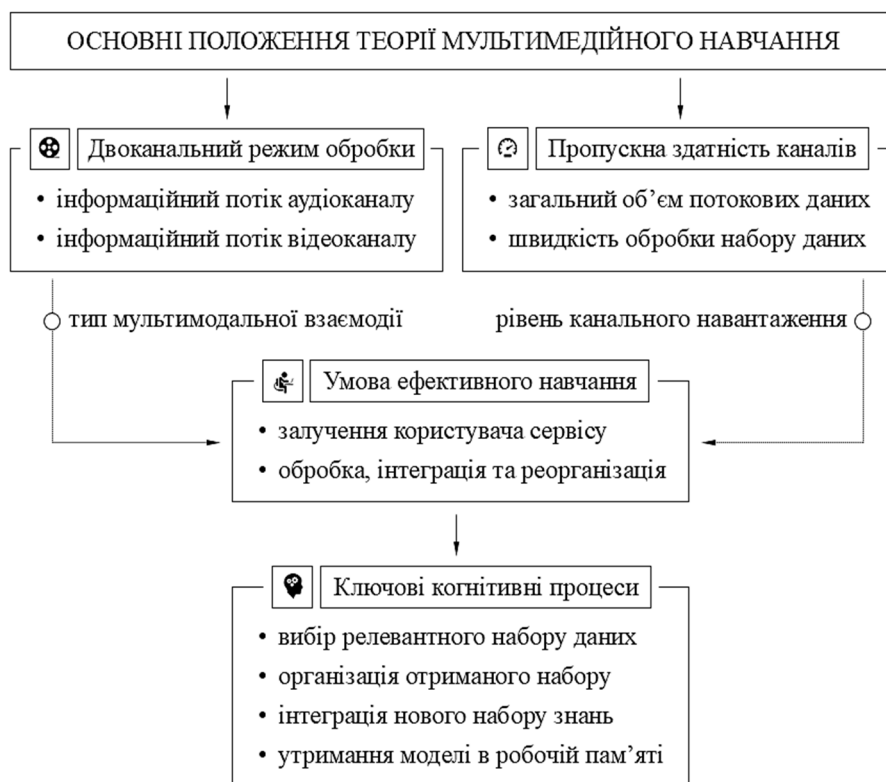 ОСНОВНІ ПОЛОЖЕННЯ ТЕОРІЇ МУЛЬТИМЕДІЙНОГО НАВЧАННЯ
Двоканальний режим обробки
• інформаційний потік аудіоканалу
• інформаційний потік відеоканалу
Пропускна здатність каналів
• загальний об’єм потокових даних
• швидкість обробки набору даних
тип мультимодальної взаємодії
рівень канального навантаження
Умова ефективного навчання
• залучення користувача сервісу
• обробка, інтеграція та реорганізація
Ключові когнітивні процеси
• вибір релевантного набору даних
• організація отриманого набору
• інтеграція нового набору знань
• утримання моделі в робочій пам’яті